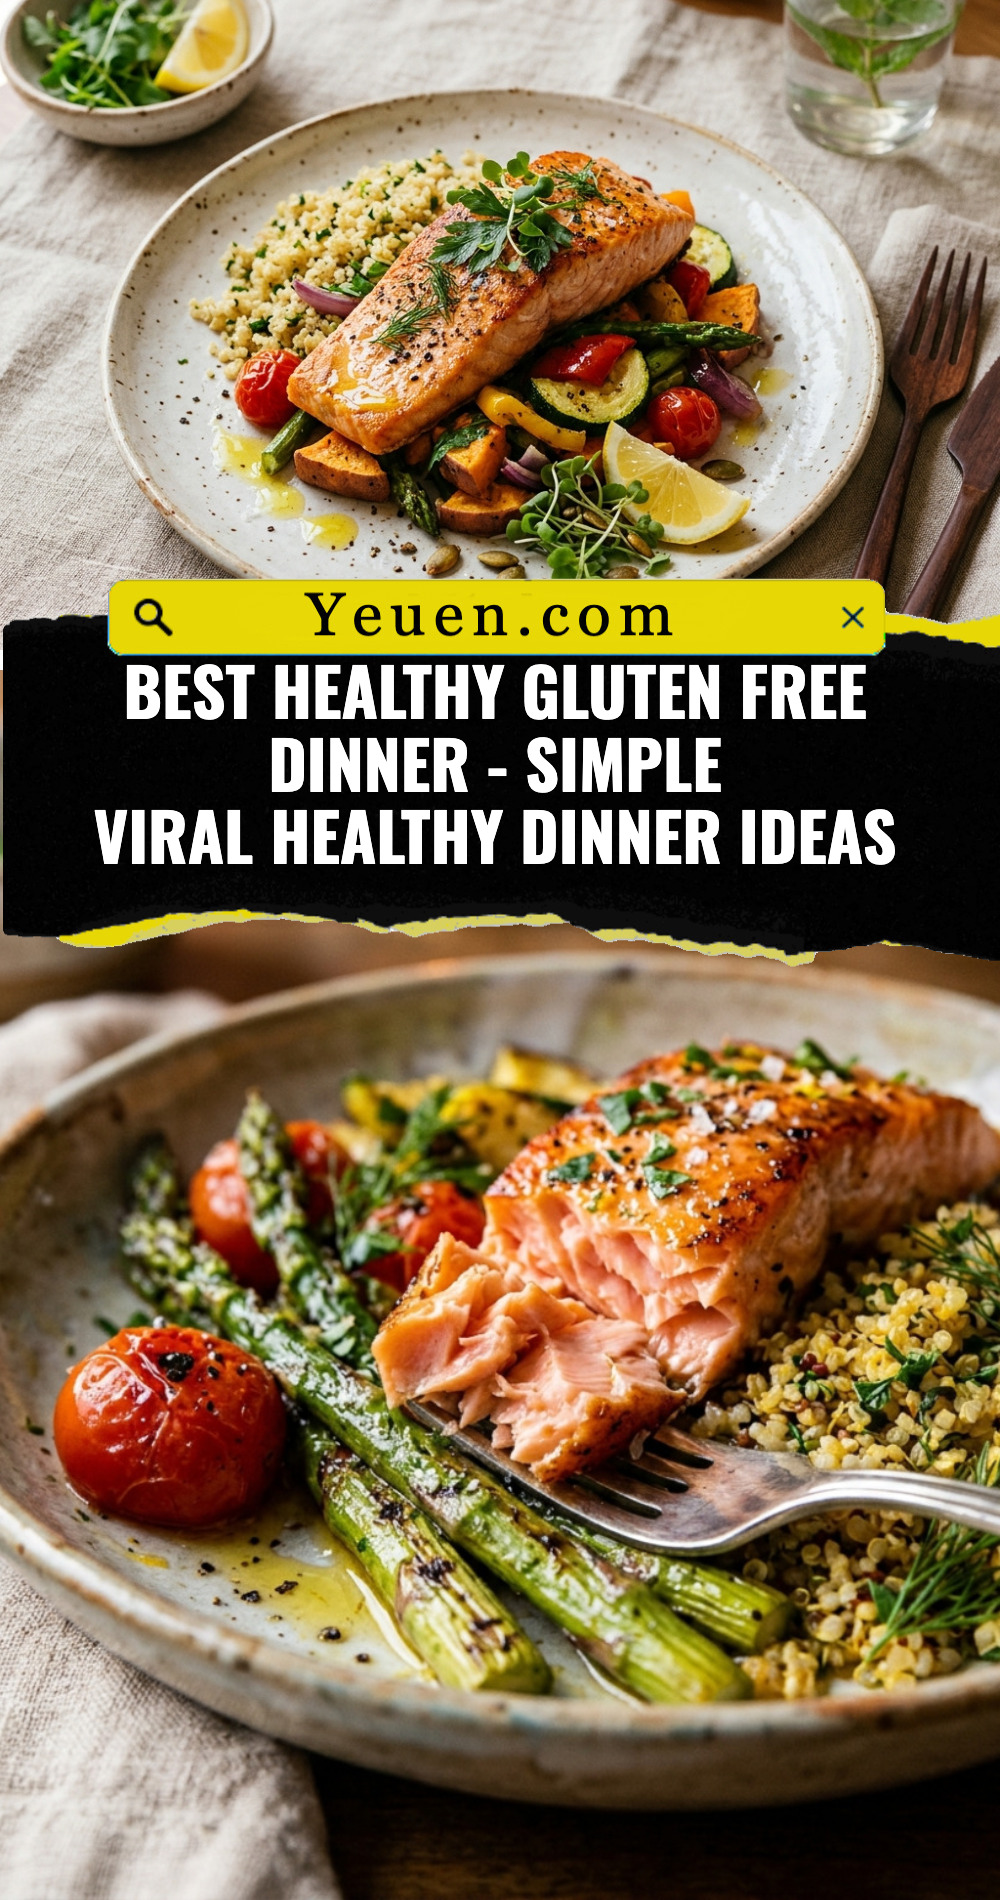 Yeuen.com
BEST HEALTHY GLUTEN FREE
DINNER - SIMPLE
VIRAL HEALTHY DINNER IDEAS